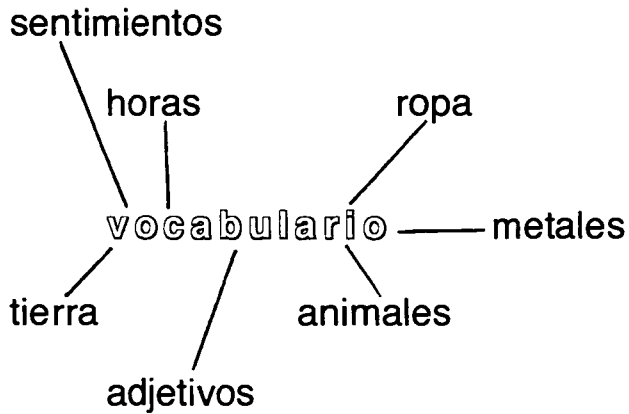 sentimientos
horas
ropa
vocabulario
metales
tierra
animales
adjetivos